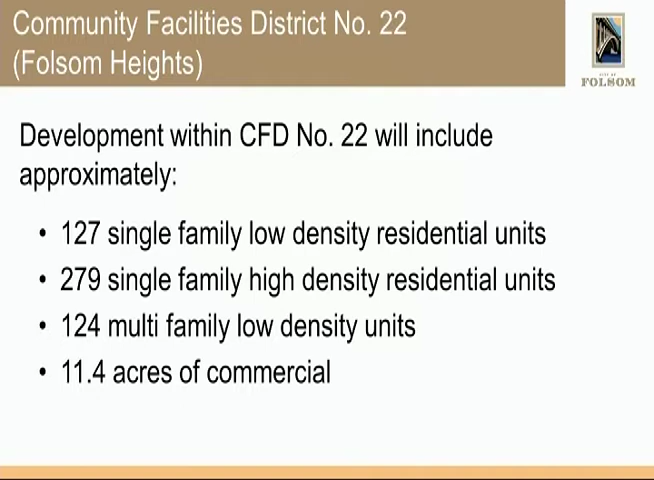 Community Facilities District No. 22
(Folsom Heights)
CITY OF
FOLSOM
Development within CFD No. 22 will include
approximately:
• 127 single family low density residential units
• 279 single family high density residential units
• 124 multi family low density units
• 11.4 acres of commercial